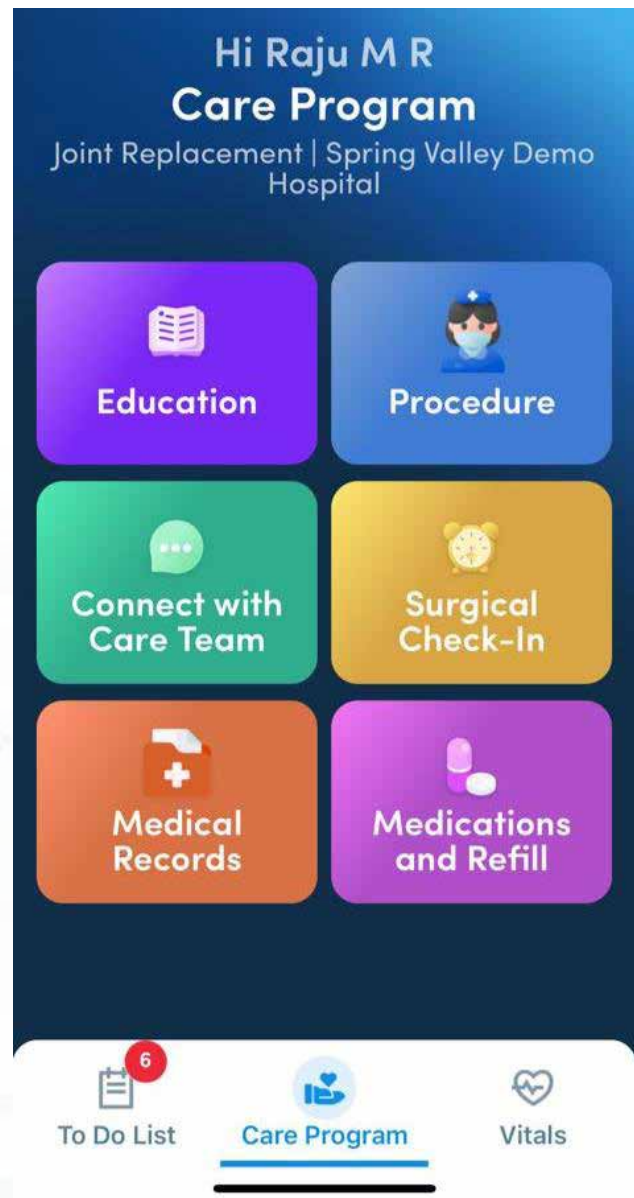 Hi Raju M R
Care Program
Joint Replacement | Spring Valley Demo
Hospital
Education
Procedure
Connect with
Care Team
Surgical
Check-In
Medical
Records
Medications
and Refill
6
To Do List
Care Program
Vitals